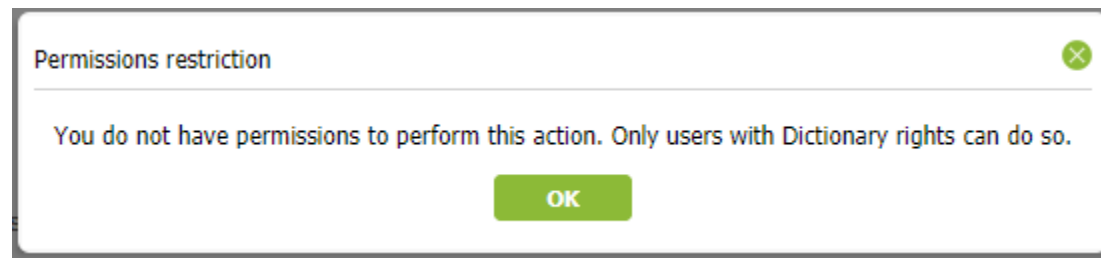 Permissions restriction
You do not have permissions to perform this action. Only users with Dictionary rights can do so.
OK